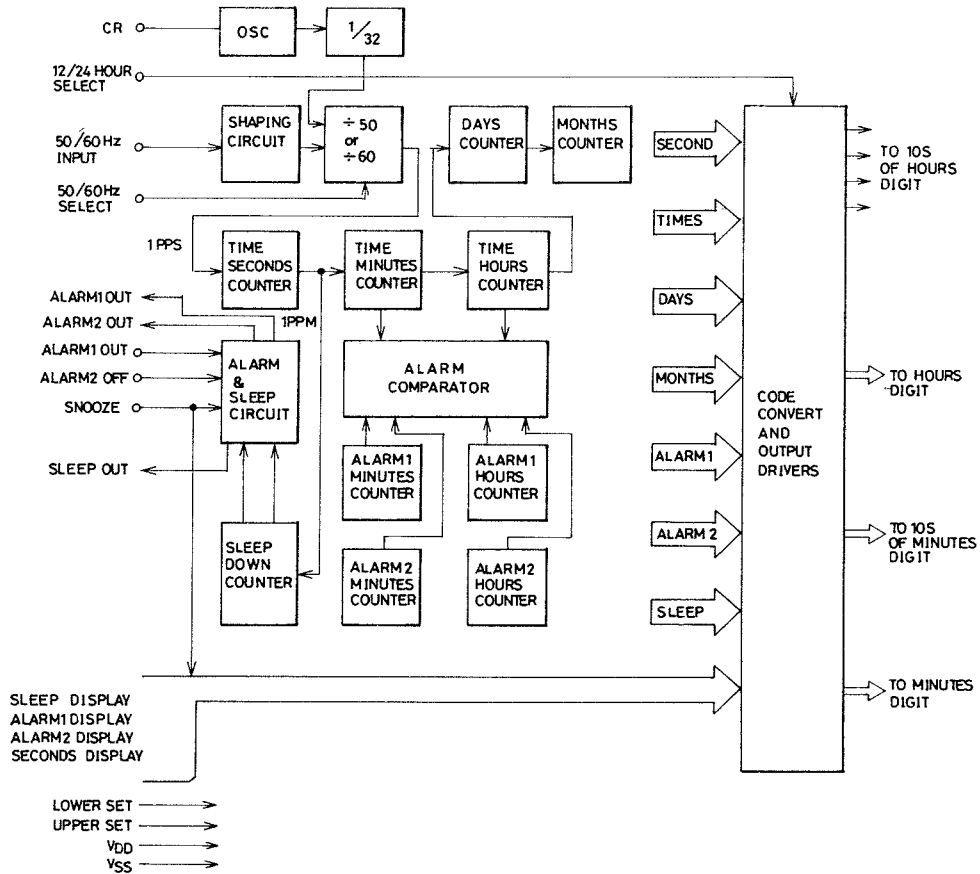 CR
OSC
1/32
12/24 HOUR
SELECT
50/60Hz
INPUT
SHAPING
CIRCUIT
÷50
or
÷60
DAYS
COUNTER
MONTHS
COUNTER
50/60Hz
SELECT
1PPS
TIME
SECONDS
COUNTER
TIME
MINUTES
COUNTER
TIME
HOURS
COUNTER
1PPM
ALARM1 OUT
ALARM2 OUT
ALARM1 OUT
ALARM2 OFF
SNOOZE
SLEEP OUT
ALARM
&
SLEEP
CIRCUIT
ALARM
COMPARATOR
ALARM1
MINUTES
COUNTER
ALARM1
HOURS
COUNTER
SLEEP
DOWN
COUNTER
ALARM2
MINUTES
COUNTER
ALARM2
HOURS
COUNTER
SECOND
TIMES
DAYS
MONTHS
ALARM1
ALARM 2
SLEEP
CODE
CONVERT
AND
OUTPUT
DRIVERS
TO 10S
OF HOURS
DIGIT
TO HOURS
DIGIT
TO 10S
OF MINUTES
DIGIT
TO MINUTES
DIGIT
SLEEP DISPLAY
ALARM1 DISPLAY
ALARM2 DISPLAY
SECONDS DISPLAY
LOWER SET
UPPER SET
VDD
VSS